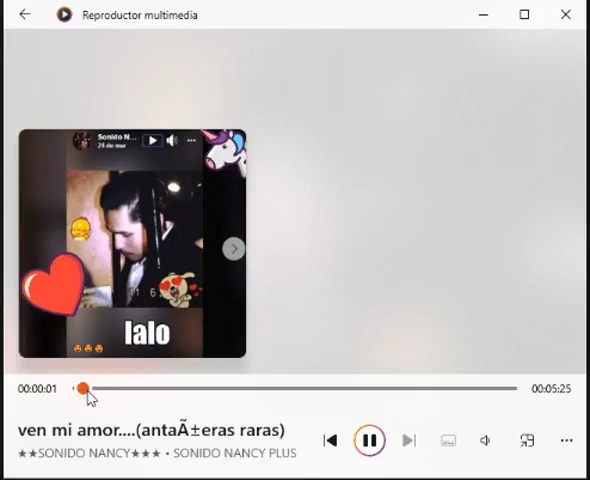 Reproductor multimedia
Sonido N...
24 de mar
lalo
00:00:01
00:05:25
ven mi amor....(antaÃ±eras raras)
★★SONIDO NANCY★★★ • SONIDO NANCY PLUS